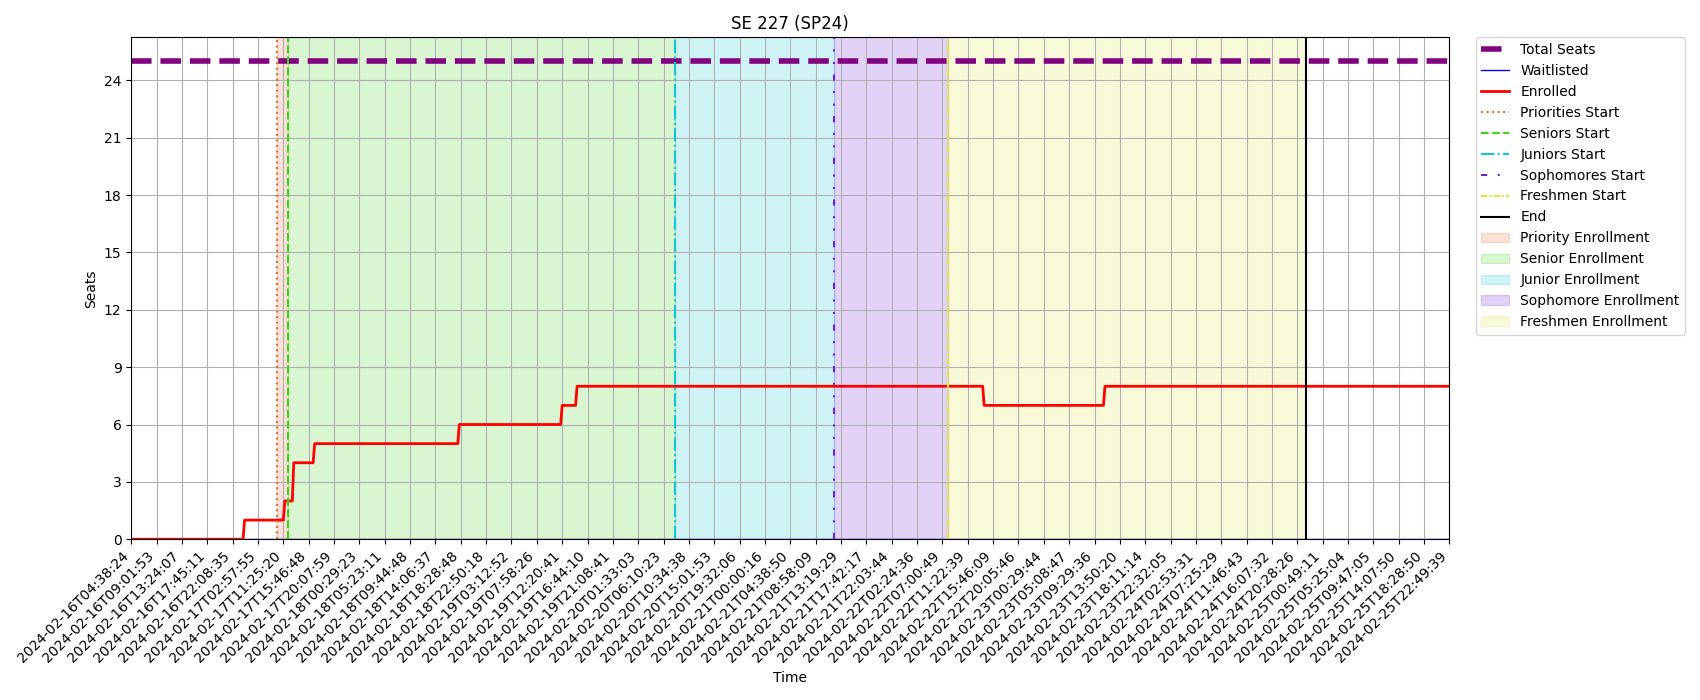 SE 227 (SP24)
Seats
24
21
18
15
12
9
6
3
0
2024-02-16T04:38:24
2024-02-16T09:01:53
2024-02-16T13:24:07
2024-02-16T17:45:11
2024-02-16T22:08:35
2024-02-17T02:57:55
2024-02-17T11:25:20
2024-02-17T15:46:48
2024-02-17T20:07:59
2024-02-18T00:29:23
2024-02-18T05:23:11
2024-02-18T09:44:48
2024-02-18T14:06:37
2024-02-18T18:28:48
2024-02-18T22:50:18
2024-02-19T03:12:52
2024-02-19T07:58:26
2024-02-19T12:20:41
2024-02-19T16:44:10
2024-02-19T21:08:41
2024-02-20T01:33:03
2024-02-20T06:10:23
2024-02-20T10:34:38
2024-02-20T15:01:53
2024-02-20T19:32:06
2024-02-21T00:00:16
2024-02-21T04:38:50
2024-02-21T08:58:09
2024-02-21T13:19:29
2024-02-21T17:42:17
2024-02-21T22:03:44
2024-02-22T02:24:36
2024-02-22T07:00:49
2024-02-22T11:22:39
2024-02-22T15:46:09
2024-02-22T20:05:46
2024-02-23T00:29:44
2024-02-23T05:08:47
2024-02-23T09:29:36
2024-02-23T13:50:20
2024-02-23T18:11:14
2024-02-23T22:32:05
2024-02-24T02:53:31
2024-02-24T07:25:29
2024-02-24T11:46:43
2024-02-24T16:07:32
2024-02-24T20:28:26
2024-02-25T00:49:11
2024-02-25T05:25:04
2024-02-25T09:47:05
2024-02-25T14:07:50
2024-02-25T18:28:50
2024-02-25T22:49:39
Time
Total Seats
Waitlisted
Enrolled
Priorities Start
Seniors Start
Juniors Start
Sophomores Start
Freshmen Start
End
Priority Enrollment
Senior Enrollment
Junior Enrollment
Sophomore Enrollment
Freshmen Enrollment